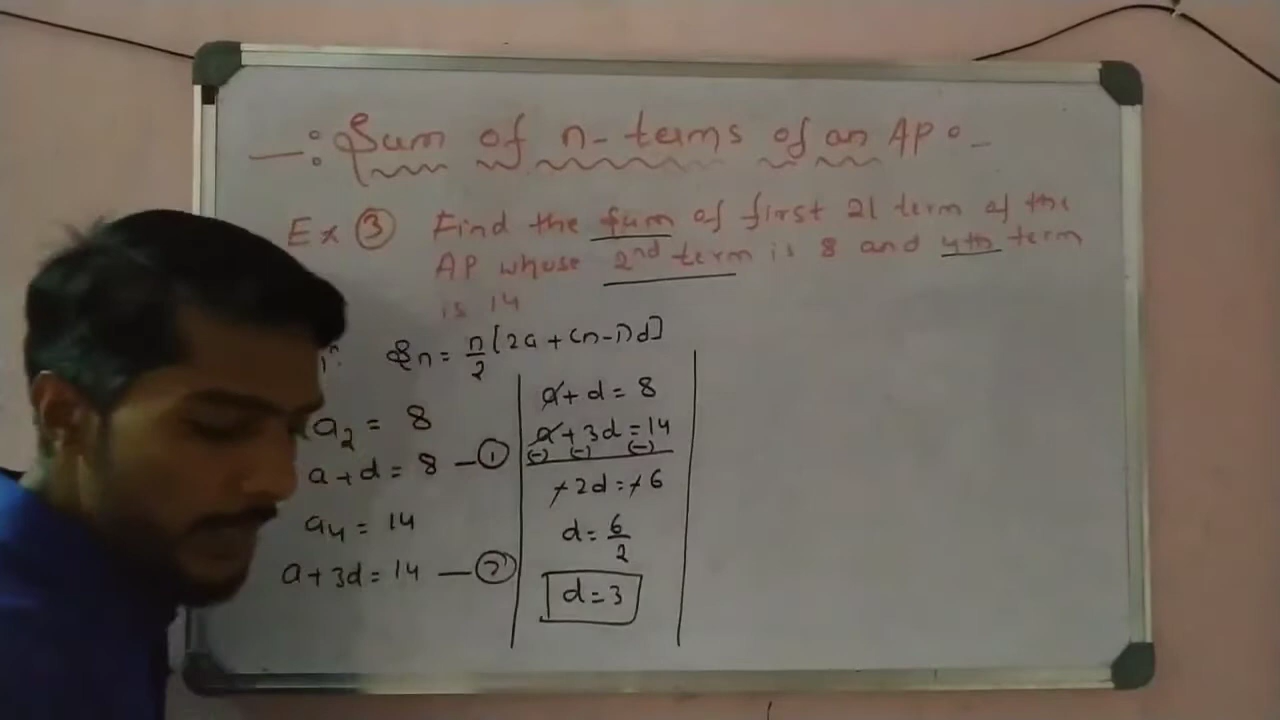 —: Sum of n-terms of an AP :-
Ex ③ Find the sum of first 21 term of the
AP whose 2nd term is 8 and 4th term
is 14
Sn = n/2 [2a + (n-1)d]
a₂ = 8
a + d = 8 — ①
a₄ = 14
a + 3d = 14 — ②
a + d = 8
a + 3d = 14
(-) (-) (-)
-2d = -6
d = 6/2
d = 3